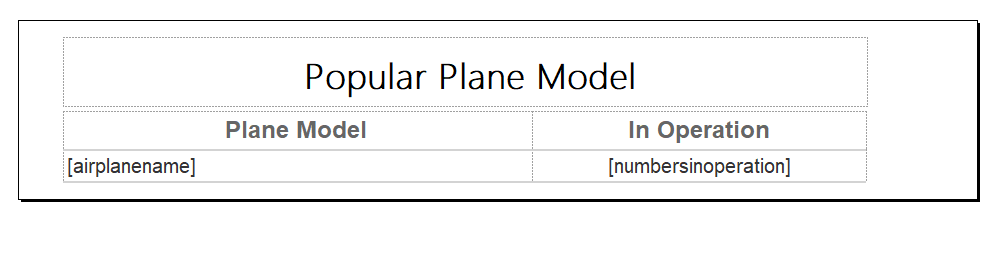 Popular Plane Model
Plane Model In Operation
[airplanename] [numbersinoperation]